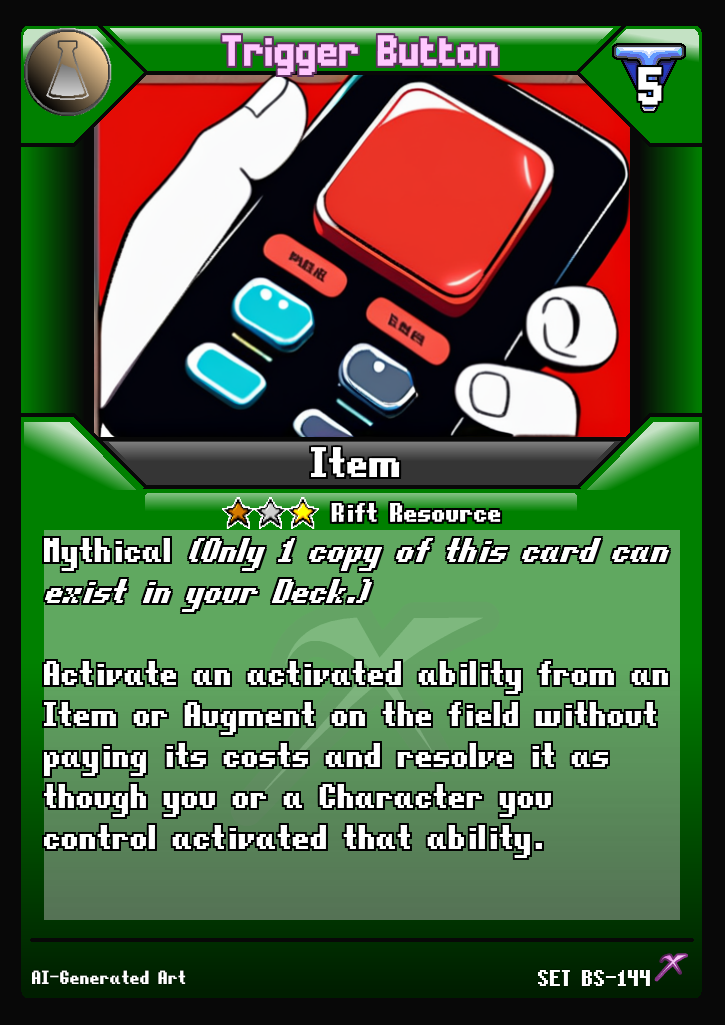 Trigger Button
5
Item
Rift Resource
Mythical (Only 1 copy of this card can
exist in your Deck.)
Activate an activated ability from an
Item or Augment on the field without
paying its costs and resolve it as
though you or a Character you
control activated that ability.
AI-Generated Art
SET BS-144